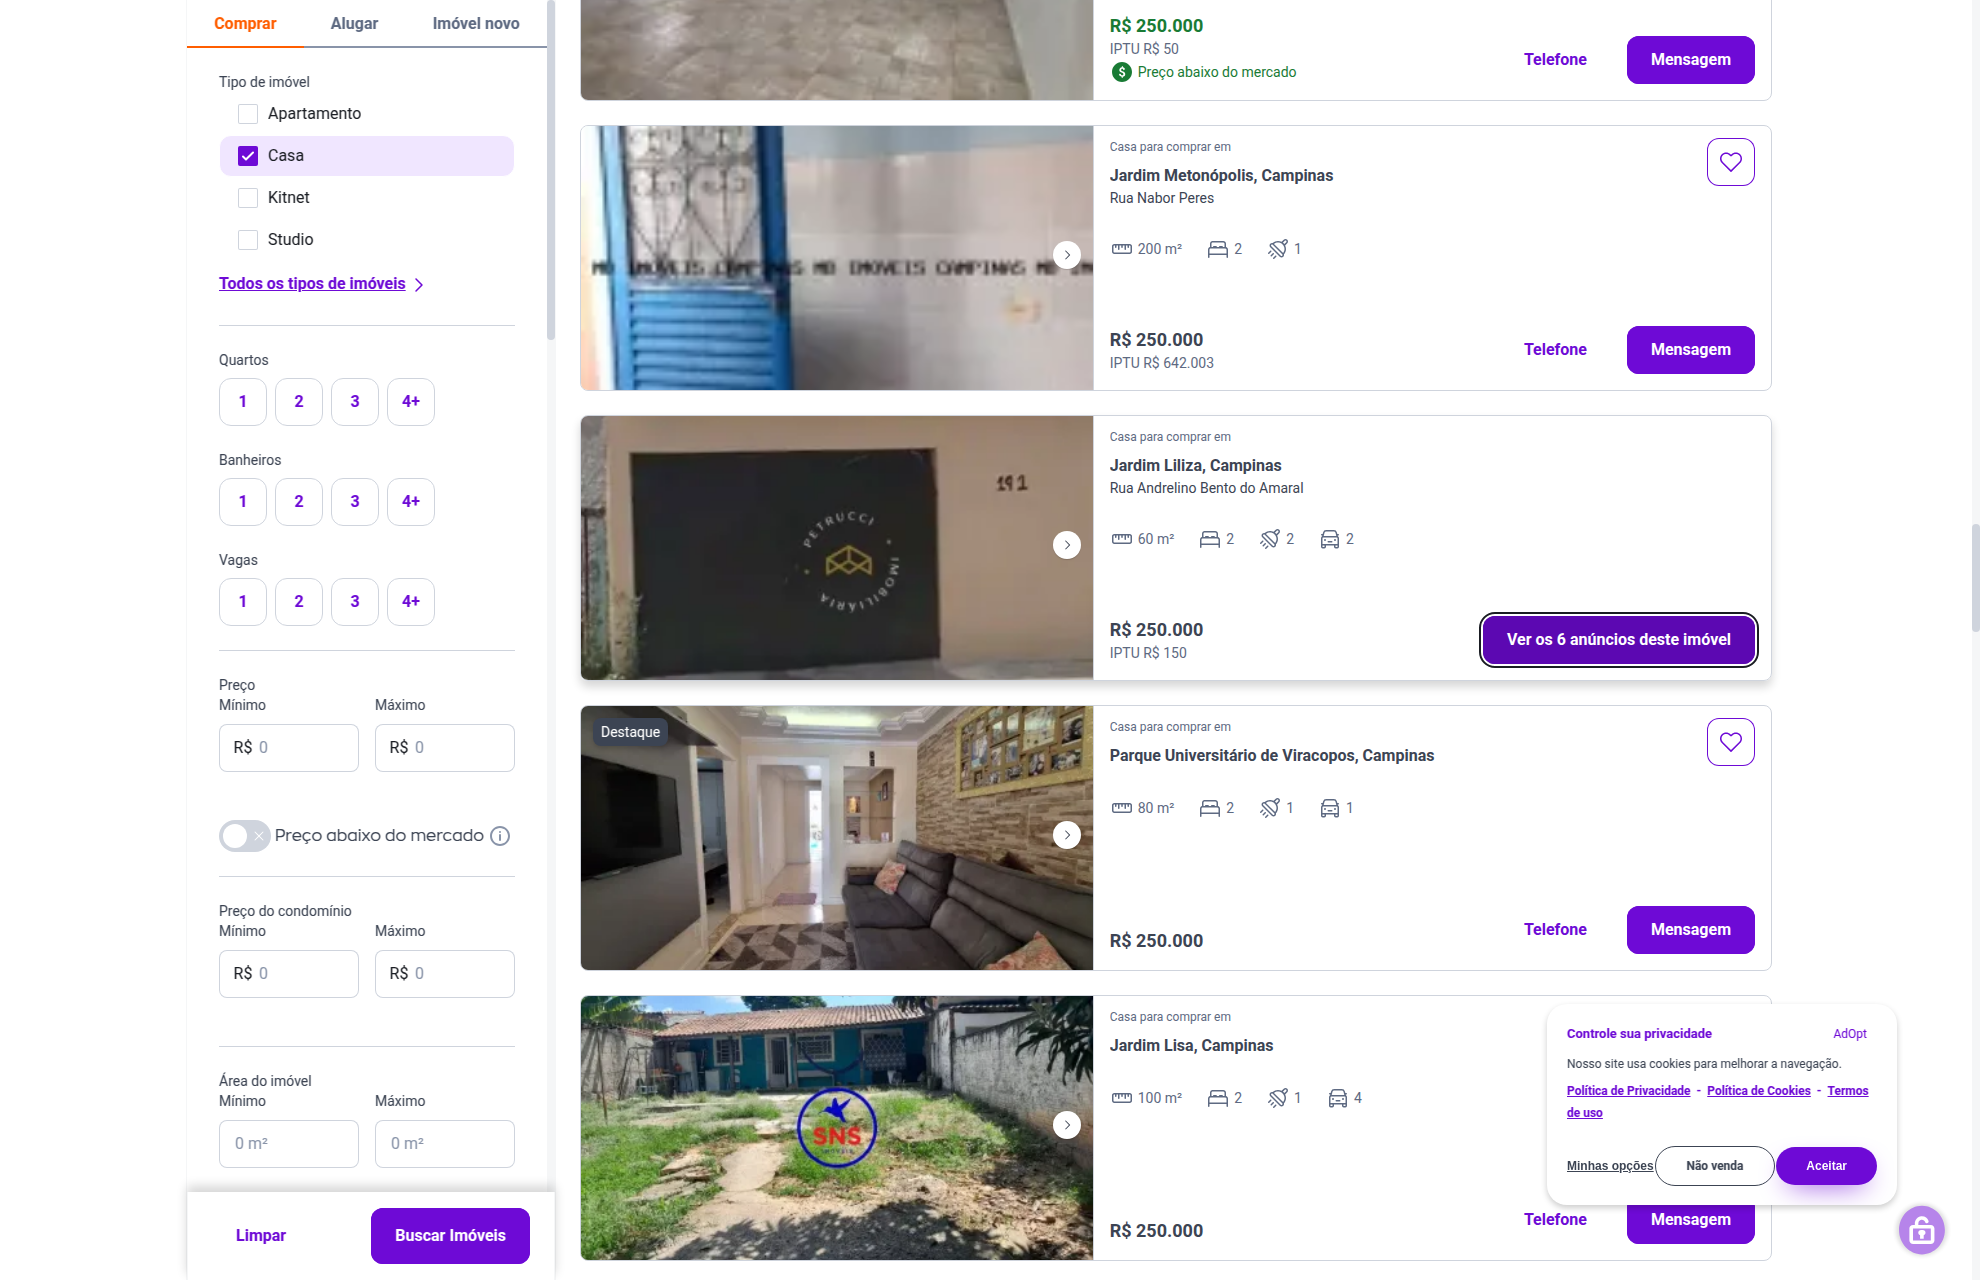 Comprar
Alugar
Imóvel novo
Tipo de imóvel
Apartamento
Casa
Kitnet
Studio
Todos os tipos de imóveis
Quartos
1
2
3
4+
Banheiros
1
2
3
4+
Vagas
1
2
3
4+
Preço
Mínimo
Máximo
R$ 0
R$ 0
Preço abaixo do mercado
Preço do condomínio
Mínimo
Máximo
R$ 0
R$ 0
Área do imóvel
Mínimo
Máximo
0 m²
0 m²
Limpar
Buscar Imóveis
R$ 250.000
IPTU R$ 50
Preço abaixo do mercado
Telefone
Mensagem
MD IMOVEIS CAMPINAS MD IMOVEIS CAMPINAS MD IM
Casa para comprar em
Jardim Metonópolis, Campinas
Rua Nabor Peres
200 m²
2
1
R$ 250.000
IPTU R$ 642.003
Telefone
Mensagem
191
PETRUCCI
IMOBILIÁRIA
Casa para comprar em
Jardim Liliza, Campinas
Rua Andrelino Bento do Amaral
60 m²
2
2
2
R$ 250.000
IPTU R$ 150
Ver os 6 anúncios deste imóvel
Destaque
Casa para comprar em
Parque Universitário de Viracopos, Campinas
80 m²
2
1
1
R$ 250.000
Telefone
Mensagem
SNS
Casa para comprar em
Jardim Lisa, Campinas
100 m²
2
1
4
R$ 250.000
Telefone
Mensagem
Controle sua privacidade
AdOpt
Nosso site usa cookies para melhorar a navegação.
Política de Privacidade - Política de Cookies - Termos
de uso
Minhas opções
Não venda
Aceitar